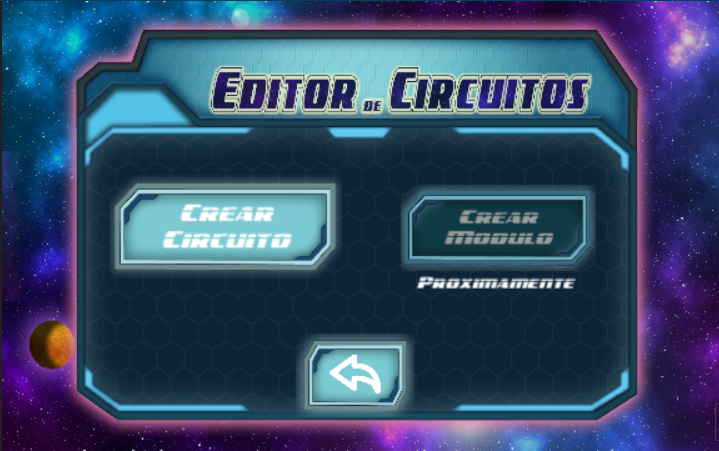 EDITOR DE CIRCUITOS
CREAR
CIRCUITO
CREAR
MODULO
PROXIMAMENTE